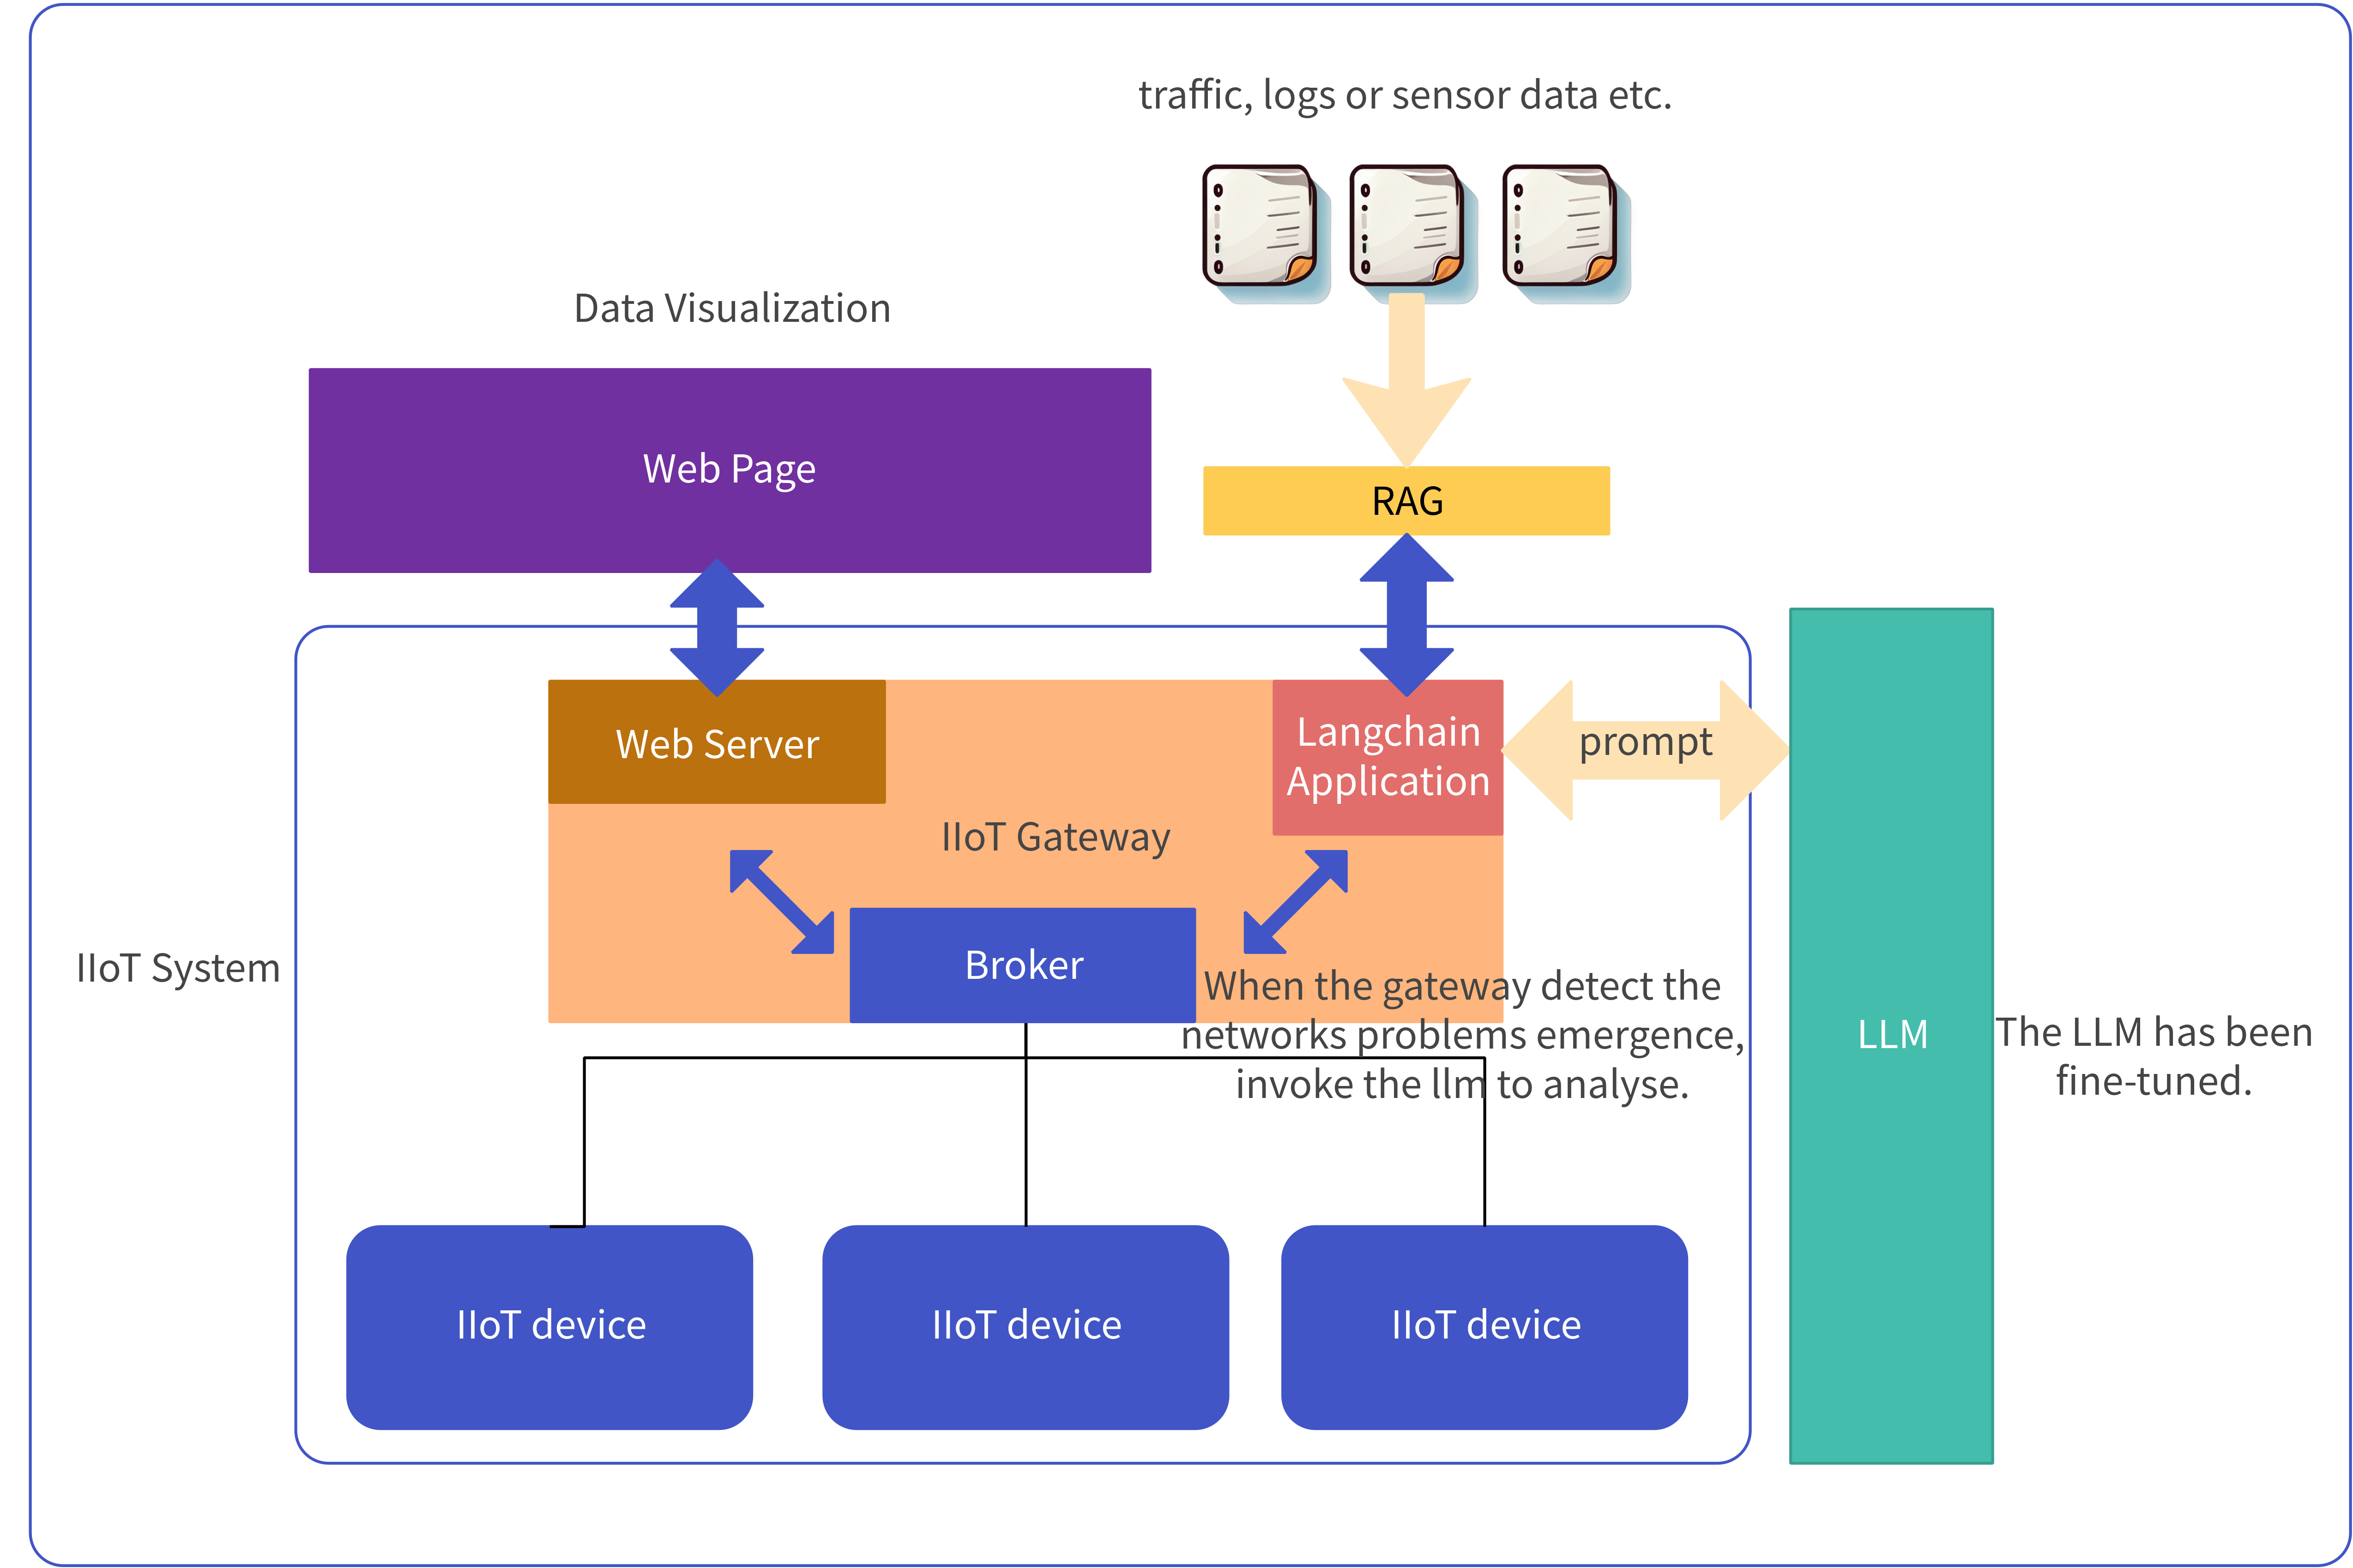 traffic, logs or sensor data etc.
Data Visualization
Web Page
RAG
Web Server
Langchain
Application
prompt
IIoT Gateway
Broker
IIoT System
When the gateway detect the
networks problems emergence,
invoke the llm to analyse.
LLM
The LLM has been
fine-tuned.
IIoT device
IIoT device
IIoT device